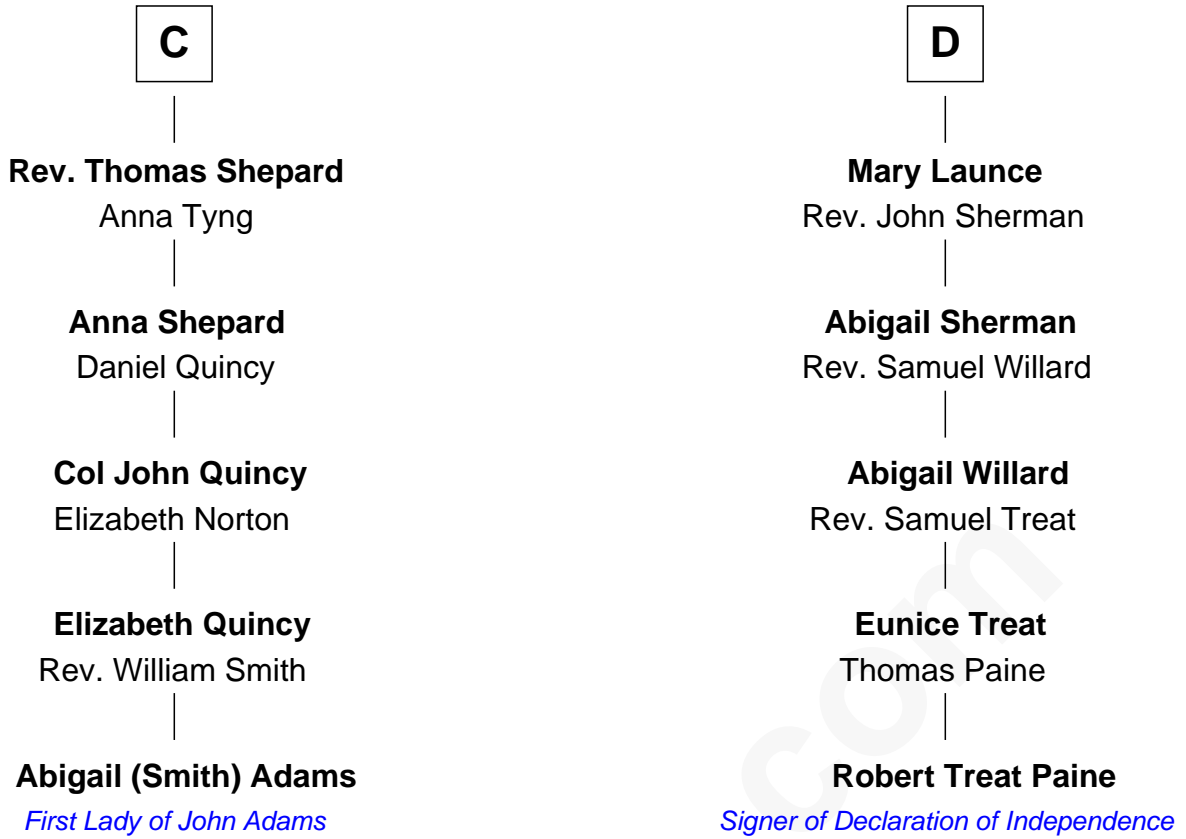 C
Rev. Thomas Shepard
Anna Tyng
Anna Shepard
Daniel Quincy
Col John Quincy
Elizabeth Norton
Elizabeth Quincy
Rev. William Smith
Abigail (Smith) Adams
First Lady of John Adams
D
Mary Launce
Rev. John Sherman
Abigail Sherman
Rev. Samuel Willard
Abigail Willard
Rev. Samuel Treat
Eunice Treat
Thomas Paine
Robert Treat Paine
Signer of Declaration of Independence
com